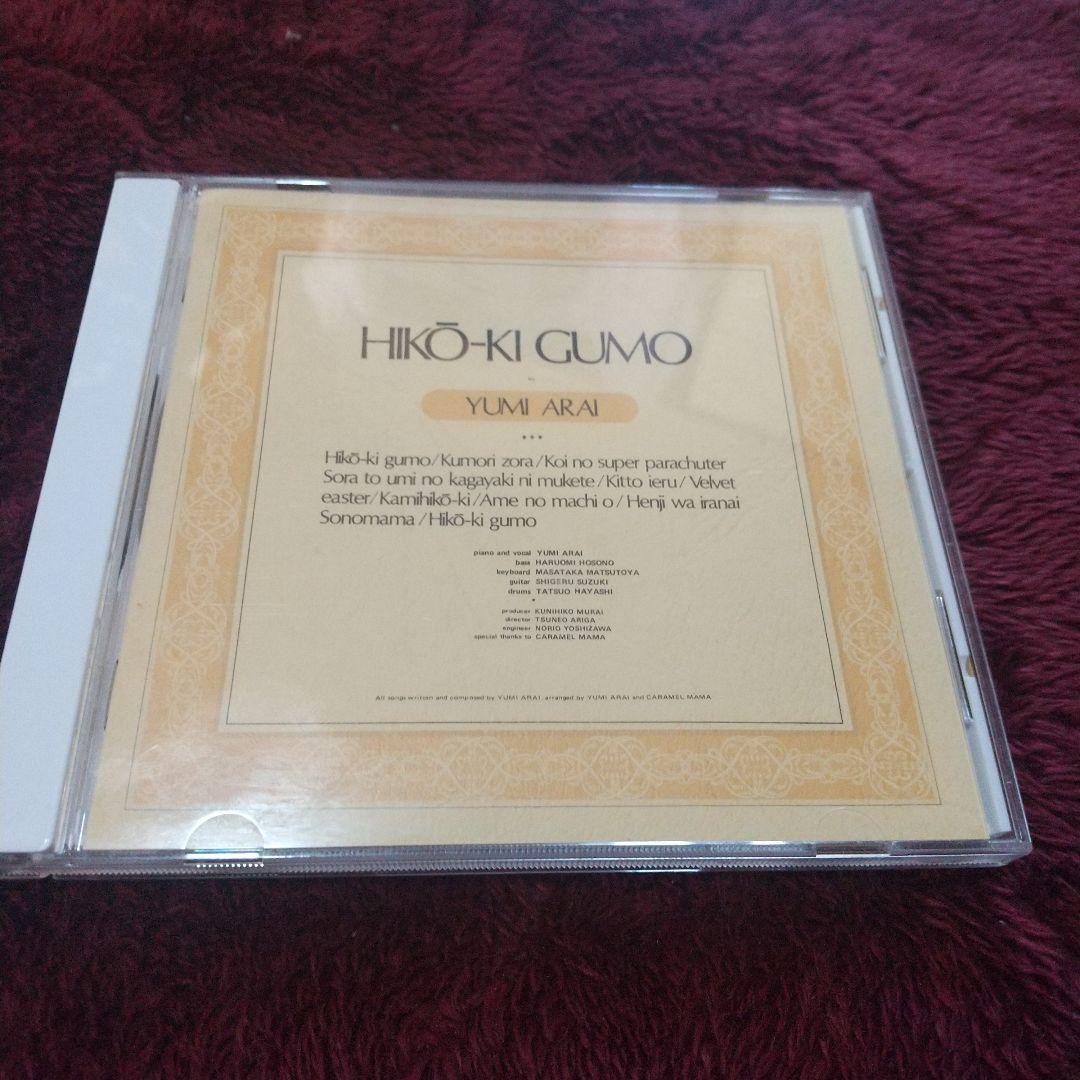 HIKŌ-KI GUMO
by
YUMI ARAI
Hikō-ki gumo/Kumori zora/Koi no super parachuter
Sora to umi no kagayaki ni mukete/Kitto ieru/Velvet
easter/Kamihikō-ki/Ame no machi o/Henji wa iranai
Sonomama/Hikō-ki gumo
piano and vocal YUMI ARAI
bass HARUOMI HOSONO
keyboard MASATAKA MATSUTOYA
guitar SHIGERU SUZUKI
drums TATSUO HAYASHI
producer KUNIHIKO MURAI
director TSUNEO ARIGA
engineer NORIO YOSHIZAWA
special thanks to CARAMEL MAMA
All songs written and composed by YUMI ARAI, arranged by YUMI ARAI and CARAMEL MAMA